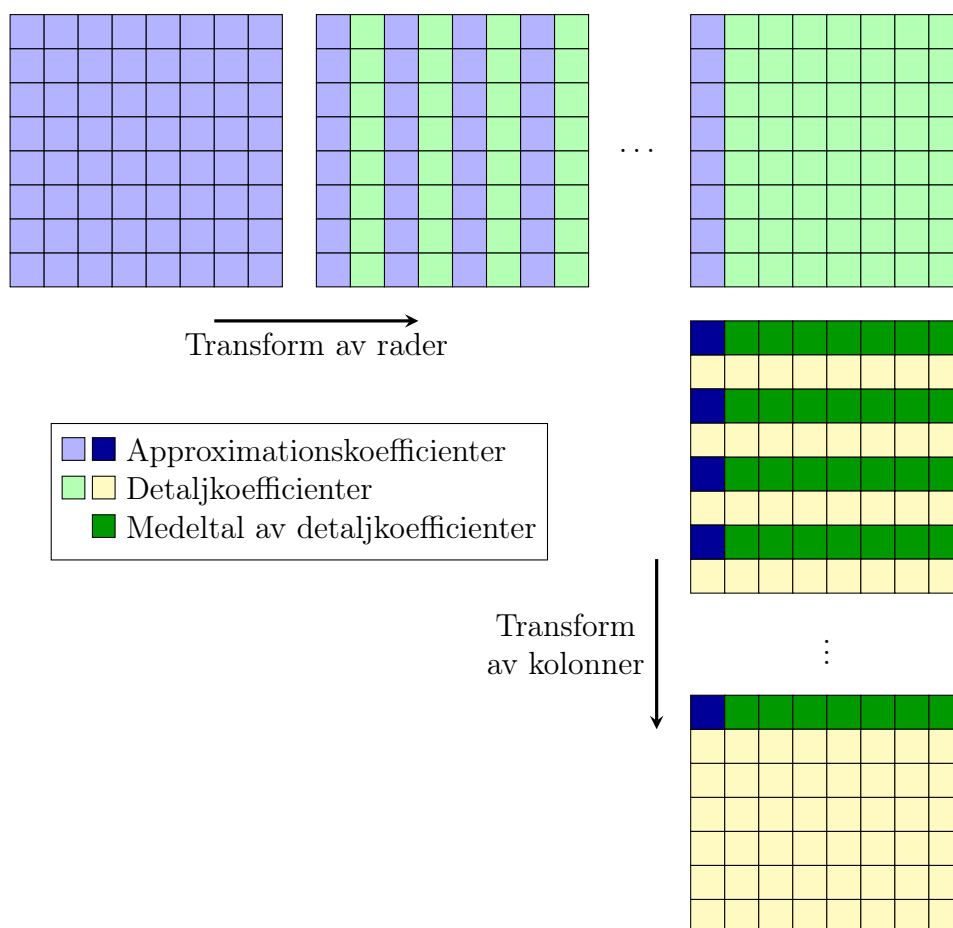 ...
Transform av rader
Approximationskoefficienter
Detaljkoefficienter
Medeltal av detaljkoefficienter
Transform
av kolonner
⋮